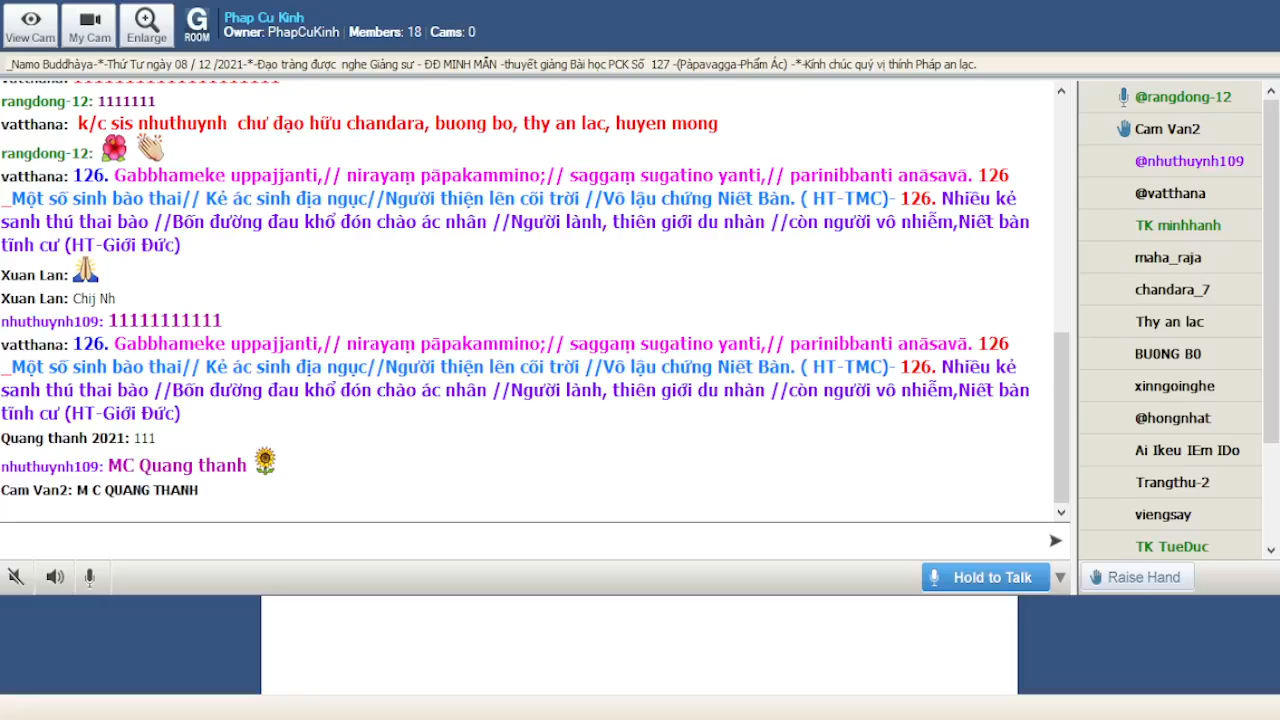 View Cam
My Cam
Enlarge
G
ROOM
Phap Cu Kinh
Owner: PhapCuKinh | Members: 18 | Cams: 0
_Namo Buddhàya-*-Thứ Tư ngày 08 / 12 /2021-*-Đạo tràng được nghe Giảng sư - ĐĐ MINH MẪN -thuyết giảng Bài học PCK Số 127 -(Pàpavagga-Phẩm Ác) -*-Kính chúc quý vị thính Pháp an lạc.
rangdong-12: 1111111
vatthana: k/c sis nhuthuynh chư đạo hữu chandara, buong bo, thy an lac, huyen mong
rangdong-12:
vatthana: 126. Gabbhameke uppajjanti,// nirayaṃ pāpakammino;// saggaṃ sugatino yanti,// parinibbanti anāsavā. 126
_Một số sinh bào thai// Kẻ ác sinh địa ngục//Người thiện lên cõi trời //Vô lậu chứng Niết Bàn. ( HT-TMC)- 126. Nhiều kẻ
sanh thú thai bào //Bốn đường đau khổ đón chào ác nhân //Người lành, thiên giới du nhàn //còn người vô nhiễm,Niết bàn
tĩnh cư (HT-Giới Đức)
Xuan Lan:
Xuan Lan: Chij Nh
nhuthuynh109: 11111111111
vatthana: 126. Gabbhameke uppajjanti,// nirayaṃ pāpakammino;// saggaṃ sugatino yanti,// parinibbanti anāsavā. 126
_Một số sinh bào thai// Kẻ ác sinh địa ngục//Người thiện lên cõi trời //Vô lậu chứng Niết Bàn. ( HT-TMC)- 126. Nhiều kẻ
sanh thú thai bào //Bốn đường đau khổ đón chào ác nhân //Người lành, thiên giới du nhàn //còn người vô nhiễm,Niết bàn
tĩnh cư (HT-Giới Đức)
Quang thanh 2021: 111
nhuthuynh109: MC Quang thanh
Cam Van2: M C QUANG THANH
@rangdong-12
Cam Van2
@nhuthuynh109
@vatthana
TK minhhanh
maha_raja
chandara_7
Thy an lac
BU0NG B0
xinngoinghe
@hongnhat
Ai Ikeu IEm IDo
Trangthu-2
viengsay
TK TueDuc
Hold to Talk
Raise Hand